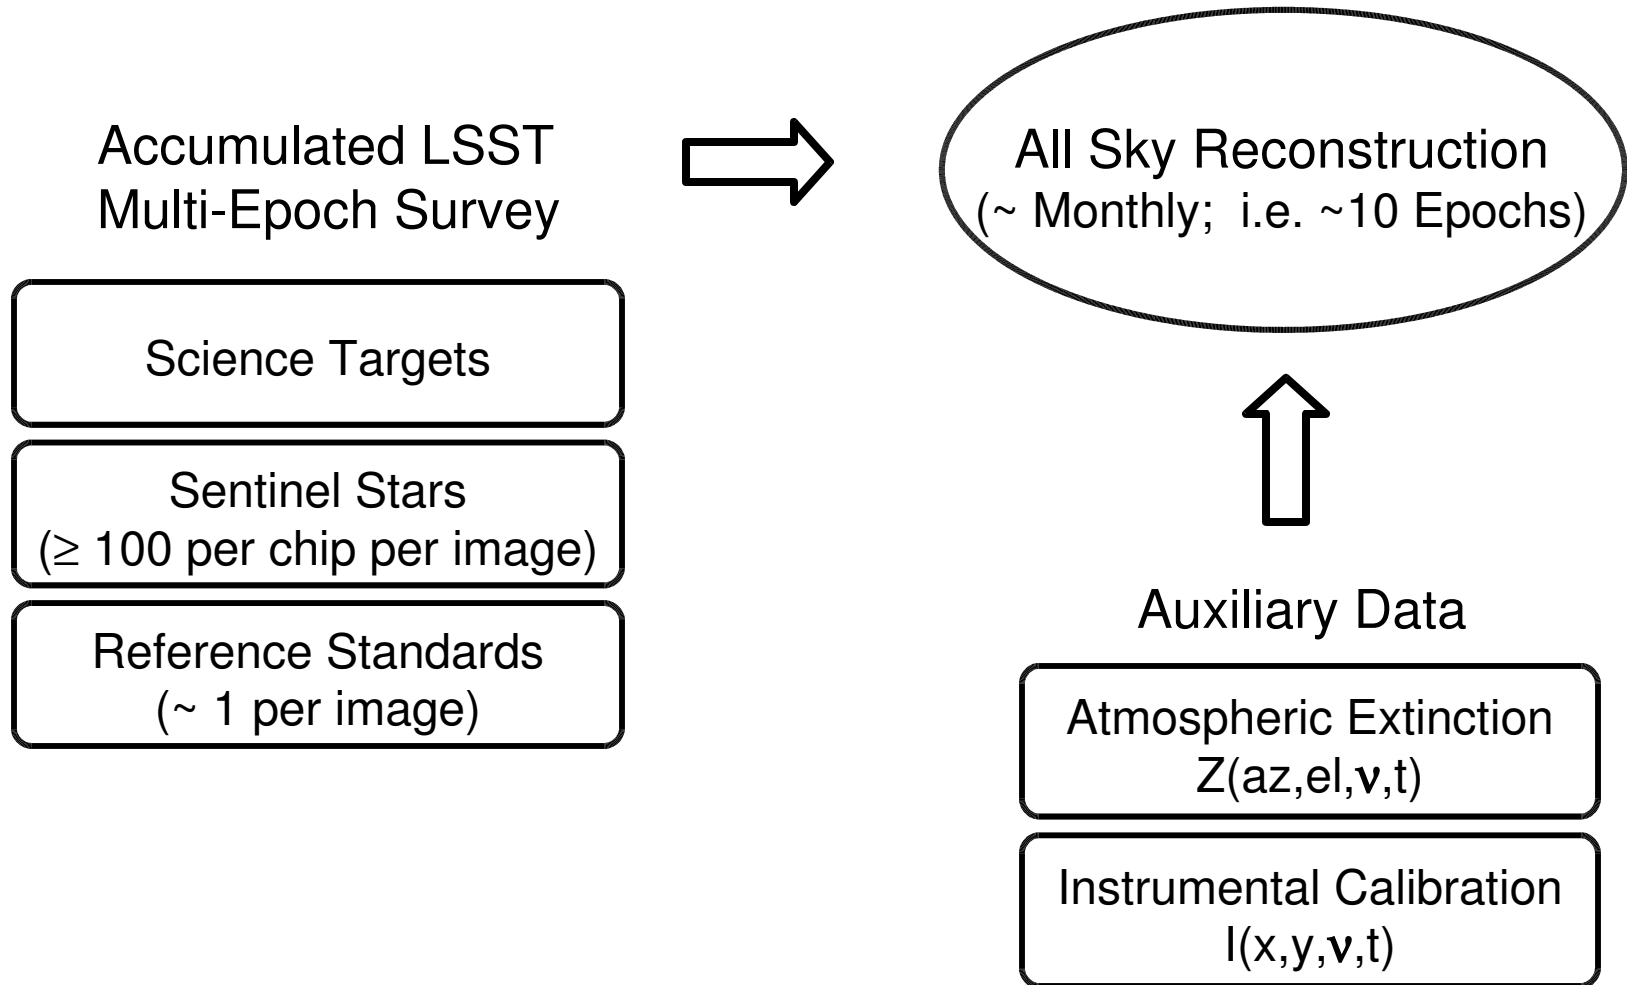 Accumulated LSST
Multi-Epoch Survey
Science Targets
Sentinel Stars
(≥ 100 per chip per image)
Reference Standards
(~ 1 per image)
All Sky Reconstruction
(~ Monthly; i.e. ~10 Epochs)
Auxiliary Data
Atmospheric Extinction
Z(az,el,ν,t)
Instrumental Calibration
I(x,y,ν,t)